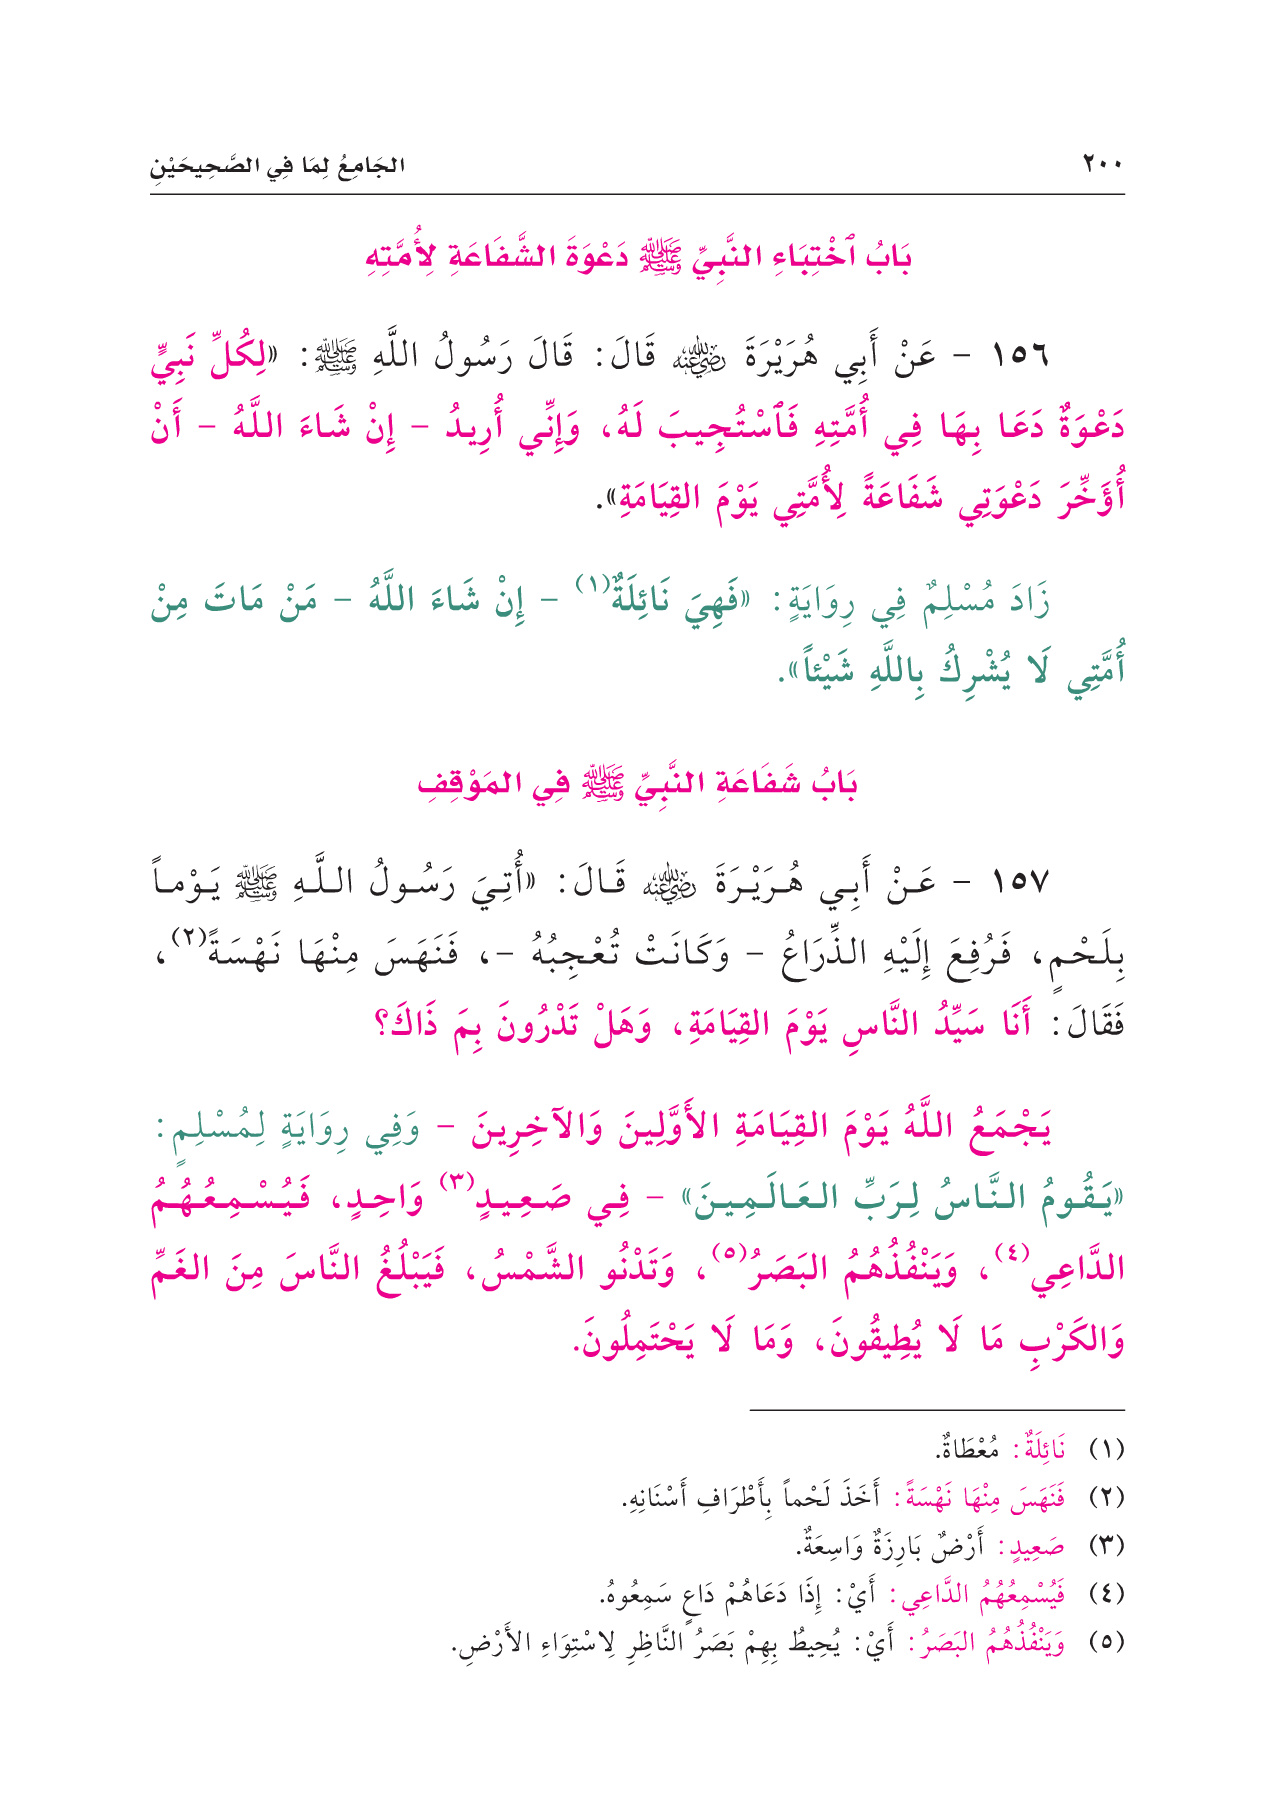 ٢٠٠ الجَامِعُ لِمَا فِي الصَّحِيحَيْنِ
بَابُ ٱخْتِبَاءِ النَّبِيِّ ﷺ دَعْوَةَ الشَّفَاعَةِ لِأُمَّتِهِ
١٥٦ - عَنْ أَبِي هُرَيْرَةَ رضي الله عنه قَالَ: قَالَ رَسُولُ اللَّهِ ﷺ: «لِكُلِّ نَبِيٍّ
دَعْوَةٌ دَعَا بِهَا فِي أُمَّتِهِ فَٱسْتُجِيبَ لَهُ، وَإِنِّي أُرِيدُ - إِنْ شَاءَ اللَّهُ - أَنْ
أُؤَخِّرَ دَعْوَتِي شَفَاعَةً لِأُمَّتِي يَوْمَ القِيَامَةِ».
زَادَ مُسْلِمٌ فِي رِوَايَةٍ: «فَهِيَ نَائِلَةٌ(١) - إِنْ شَاءَ اللَّهُ - مَنْ مَاتَ مِنْ
أُمَّتِي لَا يُشْرِكُ بِاللَّهِ شَيْئاً».
بَابُ شَفَاعَةِ النَّبِيِّ ﷺ فِي المَوْقِفِ
١٥٧ - عَنْ أَبِي هُرَيْرَةَ رضي الله عنه قَالَ: «أُتِيَ رَسُولُ اللَّهِ ﷺ يَوْماً
بِلَحْمٍ، فَرُفِعَ إِلَيْهِ الذِّرَاعُ - وَكَانَتْ تُعْجِبُهُ -، فَنَهَسَ مِنْهَا نَهْسَةً(٢)،
فَقَالَ: أَنَا سَيِّدُ النَّاسِ يَوْمَ القِيَامَةِ، وَهَلْ تَدْرُونَ بِمَ ذَاكَ؟
يَجْمَعُ اللَّهُ يَوْمَ القِيَامَةِ الأَوَّلِينَ وَالآخِرِينَ - وَفِي رِوَايَةٍ لِمُسْلِمٍ:
«يَقُومُ النَّاسُ لِرَبِّ العَالَمِينَ» - فِي صَعِيدٍ(٣) وَاحِدٍ، فَيُسْمِعُهُمُ
الدَّاعِي(٤)، وَيَنْفُذُهُمُ البَصَرُ(٥)، وَتَدْنُو الشَّمْسُ، فَيَبْلُغُ النَّاسَ مِنَ الغَمِّ
وَالكَرْبِ مَا لَا يُطِيقُونَ، وَمَا لَا يَحْتَمِلُونَ.
(١) نَائِلَةٌ: مُعْطَاةٌ.
(٢) فَنَهَسَ مِنْهَا نَهْسَةً: أَخَذَ لَحْماً بِأَطْرَافِ أَسْنَانِهِ.
(٣) صَعِيدٍ: أَرْضٌ بَارِزَةٌ وَاسِعَةٌ.
(٤) فَيُسْمِعُهُمُ الدَّاعِي: أَيْ: إِذَا دَعَاهُمْ دَاعٍ سَمِعُوهُ.
(٥) وَيَنْفُذُهُمُ البَصَرُ: أَيْ: يُحِيطُ بِهِمْ بَصَرُ النَّاظِرِ لِاسْتِوَاءِ الأَرْضِ.